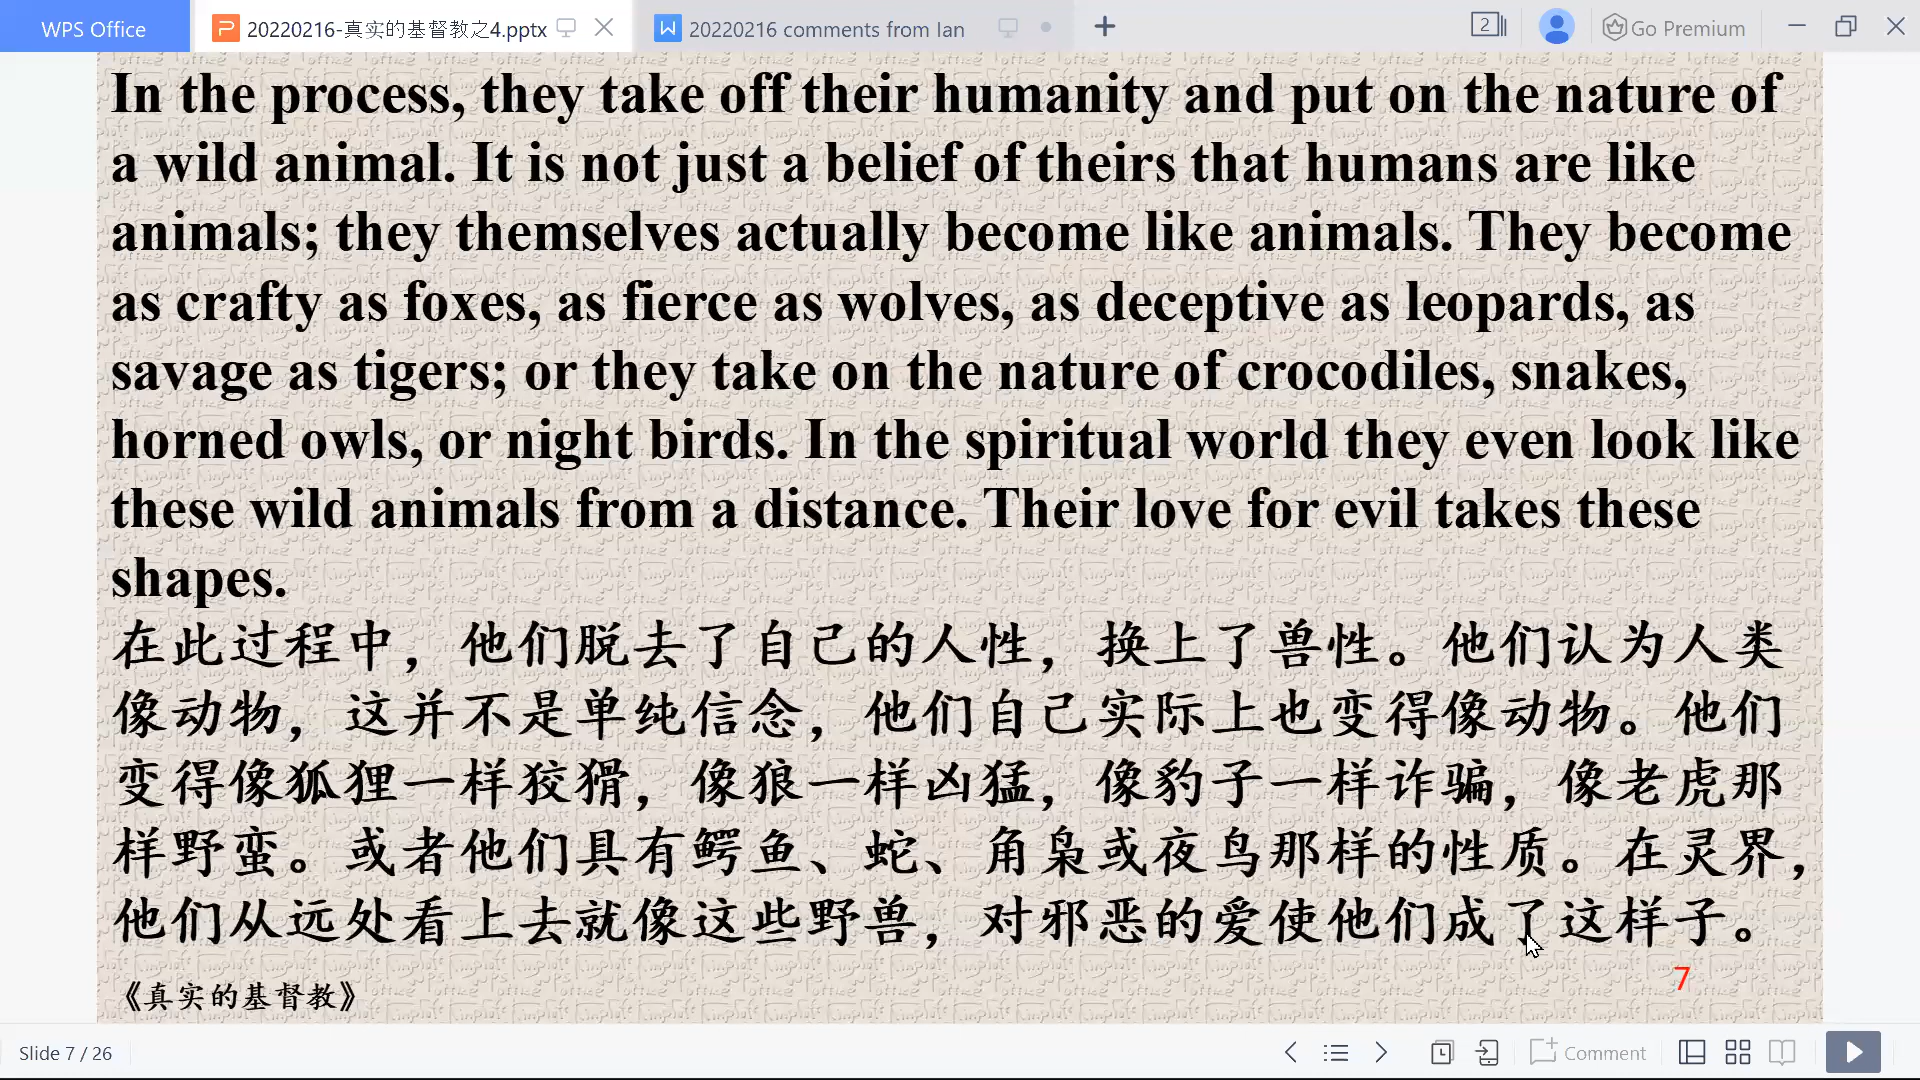 WPS Office
20220216-真实的基督教之4.pptx
20220216 comments from Ian
2
Go Premium
In the process, they take off their humanity and put on the nature of
a wild animal. It is not just a belief of theirs that humans are like
animals; they themselves actually become like animals. They become
as crafty as foxes, as fierce as wolves, as deceptive as leopards, as
savage as tigers; or they take on the nature of crocodiles, snakes,
horned owls, or night birds. In the spiritual world they even look like
these wild animals from a distance. Their love for evil takes these
shapes.
在此过程中，他们脱去了自己的人性，换上了兽性。他们认为人类
像动物，这并不是单纯信念，他们自己实际上也变得像动物。他们
变得像狐狸一样狡猾，像狼一样凶猛，像豹子一样诈骗，像老虎那
样野蛮。或者他们具有鳄鱼、蛇、角枭或夜鸟那样的性质。在灵界，
他们从远处看上去就像这些野兽，对邪恶的爱使他们成了这样子。
《真实的基督教》
7
Slide 7 / 26
Comment